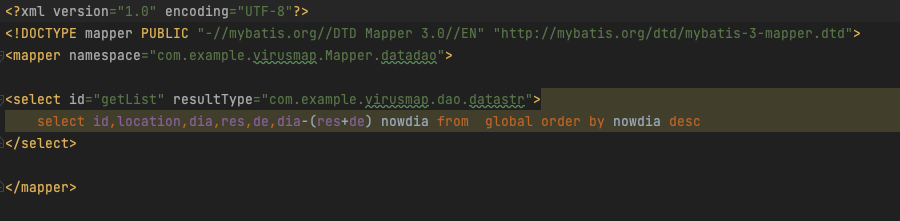 <?xml version="1.0" encoding="UTF-8"?>
<!DOCTYPE mapper PUBLIC "-//mybatis.org//DTD Mapper 3.0//EN" "http://mybatis.org/dtd/mybatis-3-mapper.dtd">
<mapper namespace="com.example.virusmap.Mapper.datadao">
<select id="getList" resultType="com.example.virusmap.dao.datastr">
select id,location,dia,res,de,dia-(res+de) nowdia from  global order by nowdia desc
</select>
</mapper>